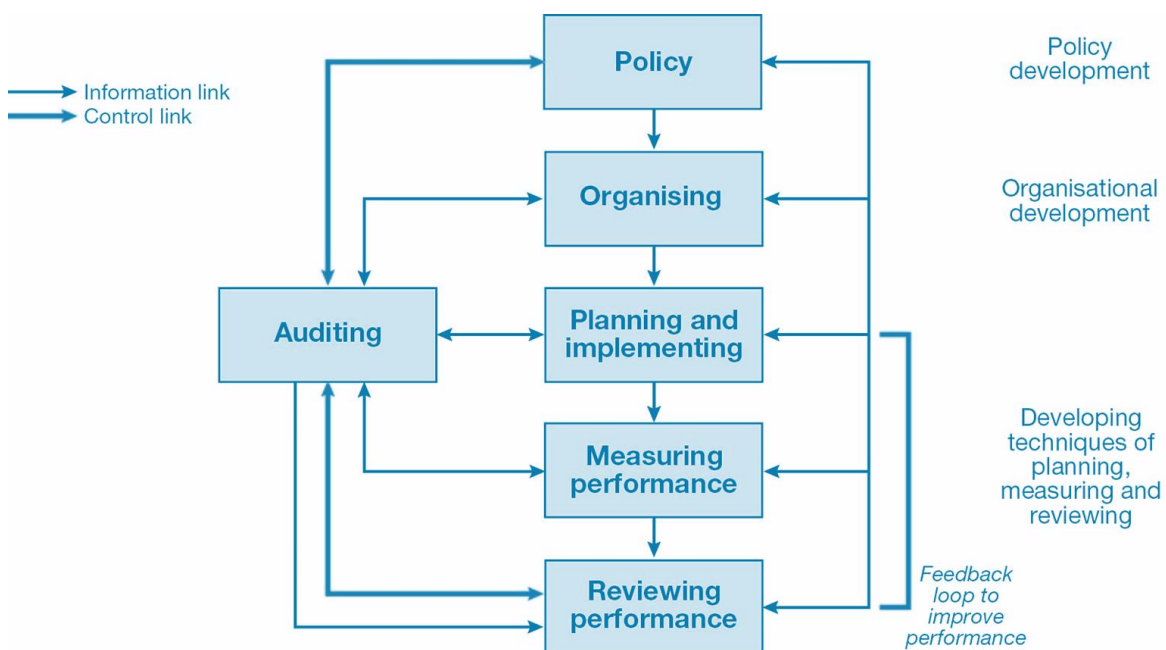 Policy
Policy
development
Information link
Control link
Organising
Organisational
development
Auditing
Planning and
implementing
Measuring
performance
Developing
techniques of
planning,
measuring and
reviewing
Reviewing
performance
Feedback
loop to
improve
performance